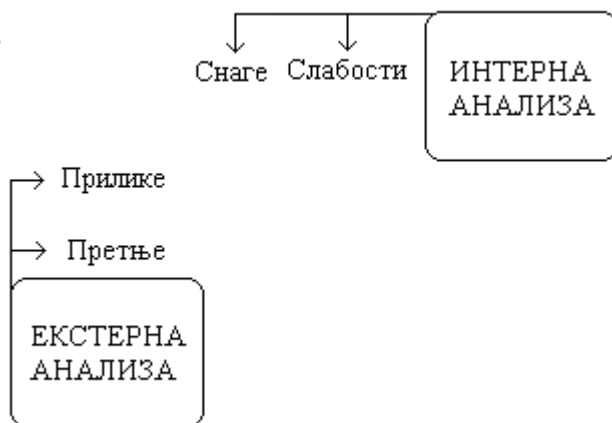 Снаге Слабости
ИНТЕРНА
АНАЛИЗА
Прилике
Претње
ЕКСТЕРНА
АНАЛИЗА